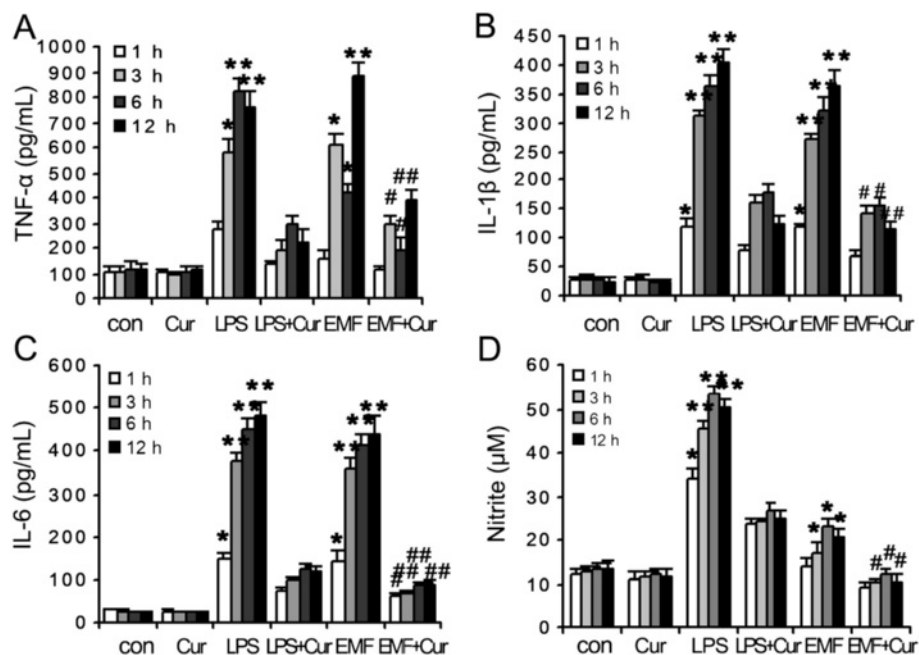 A
TNF-α (pg/mL)
1000
900
800
700
600
500
400
300
200
100
0
1 h
3 h
6 h
12 h
**
**
*
*
*
**
#
#
##
con Cur LPS LPS+Cur EMF EMF+Cur
B
IL-1β (pg/mL)
450
400
350
300
250
200
150
100
50
0
1 h
3 h
6 h
12 h
*
**
**
**
*
**
**
**
#
#
##
con Cur LPS LPS+Cur EMF EMF+Cur
C
IL-6 (pg/mL)
600
500
400
300
200
100
0
1 h
3 h
6 h
12 h
*
**
**
**
*
**
**
**
#
##
##
##
con Cur LPS LPS+Cur EMF EMF+Cur
D
Nitrite (μM)
60
50
40
30
20
10
0
1 h
3 h
6 h
12 h
*
**
**
**
*
*
*
#
#
#
con Cur LPS LPS+Cur EMF EMF+Cur